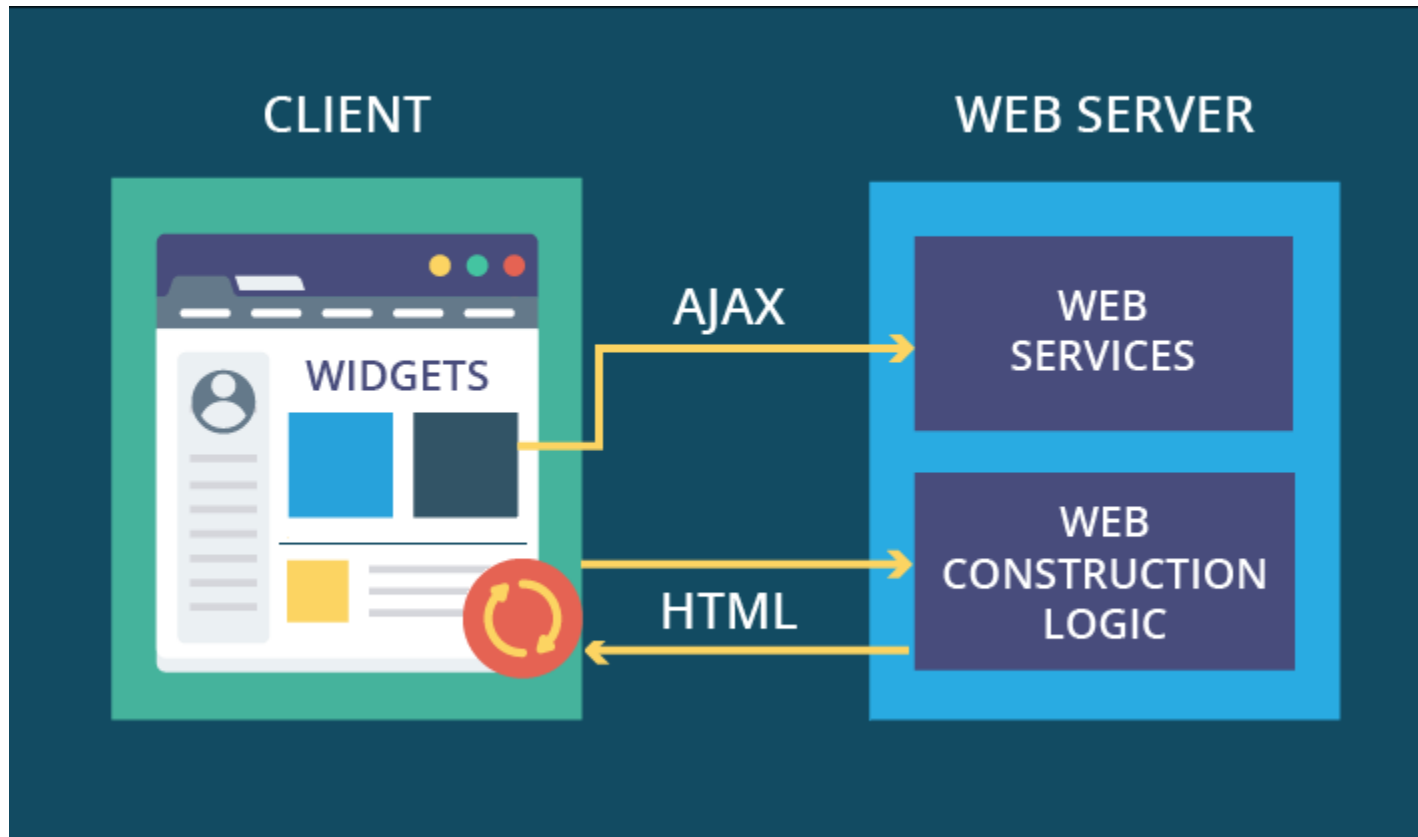 CLIENT
WEB SERVER
WIDGETS
AJAX
WEB
SERVICES
HTML
WEB
CONSTRUCTION
LOGIC